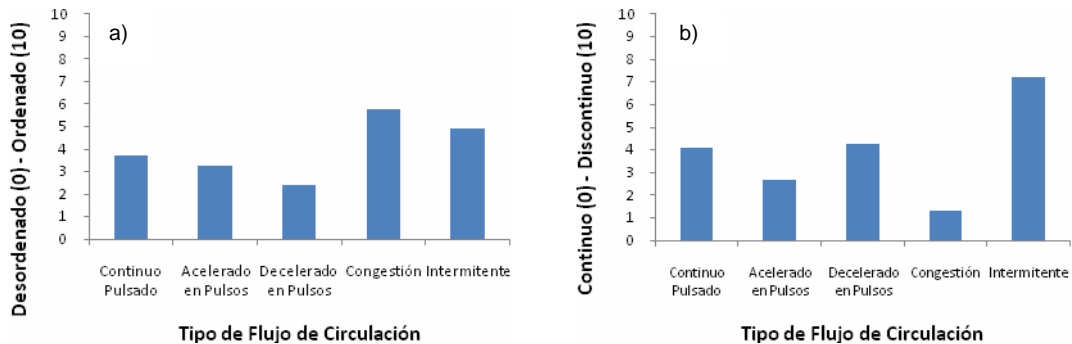 a)
Desordenado (0) - Ordenado (10)
10
9
8
7
6
5
4
3
2
1
0
Continuo Pulsado
Acelerado en Pulsos
Decelerado en Pulsos
Congestión
Intermitente
Tipo de Flujo de Circulación
b)
Continuo (0) - Discontinuo (10)
10
9
8
7
6
5
4
3
2
1
0
Continuo Pulsado
Acelerado en Pulsos
Decelerado en Pulsos
Congestión
Intermitente
Tipo de Flujo de Circulación